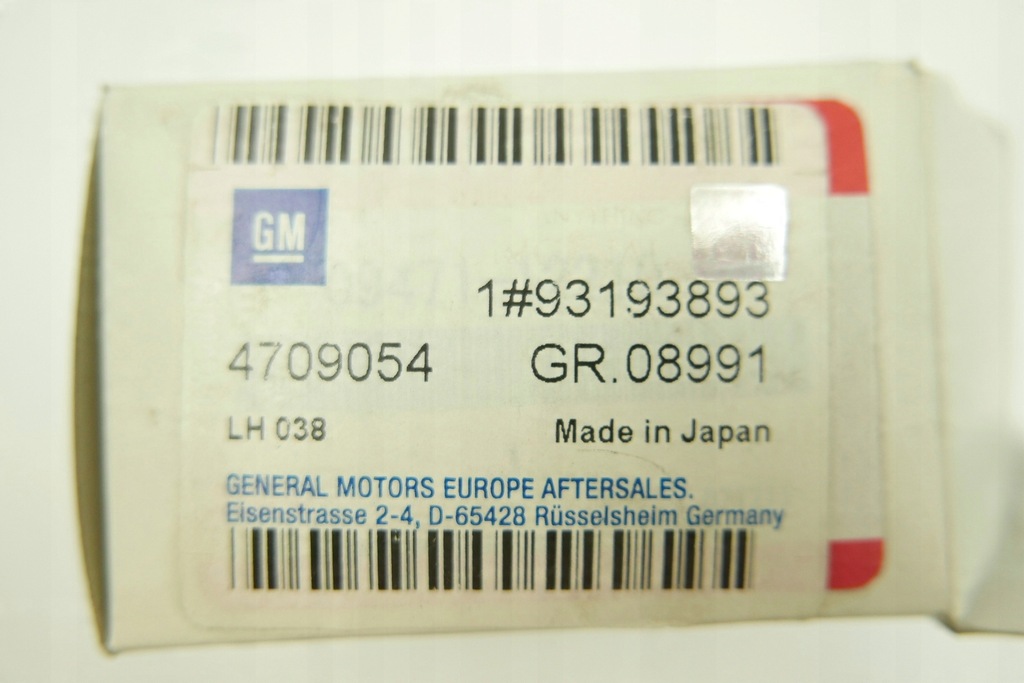 GM
1#93193893
4709054 GR.08991
LH 038 Made in Japan
GENERAL MOTORS EUROPE AFTERSALES.
Eisenstrasse 2-4, D-65428 Rüsselsheim Germany